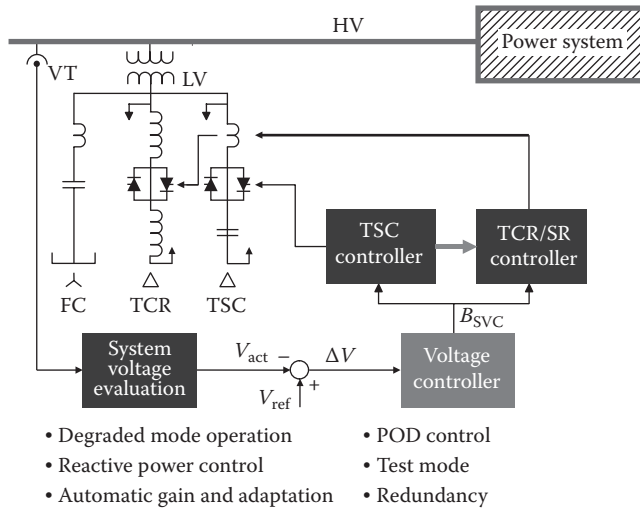 HV
Power system
VT
LV
TSC
controller
TCR/SR
controller
FC
TCR
TSC
B_SVC
System
voltage
evaluation
V_act
−
ΔV
+
V_ref
Voltage
controller
• Degraded mode operation
• Reactive power control
• Automatic gain and adaptation
• POD control
• Test mode
• Redundancy